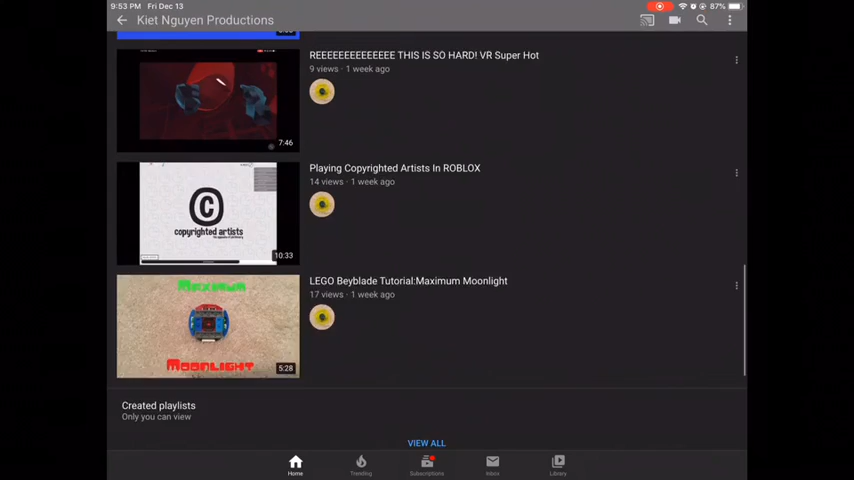 9:53 PM Fri Dec 13
87%
Kiet Nguyen Productions
REEEEEEEEEEEEE THIS IS SO HARD! VR Super Hot
9 views · 1 week ago
7:46
Playing Copyrighted Artists In ROBLOX
14 views · 1 week ago
©
copyrighted artists
10:33
LEGO Beyblade Tutorial:Maximum Moonlight
17 views · 1 week ago
MAXIMUM
MOONLIGHT
5:28
Created playlists
Only you can view
VIEW ALL
Home
Trending
Subscriptions
Inbox
Library